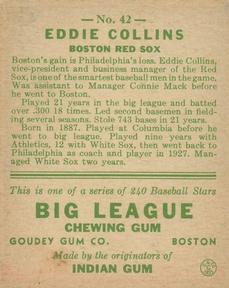 — No. 42 —
EDDIE COLLINS
BOSTON RED SOX
Boston's gain is Philadelphia's loss. Eddie Collins,
vice-president and business manager of the Red
Sox, is one of the smartest baseball men in the game.
Was assistant to Manager Connie Mack before
he went to Boston.
Played 21 years in the big league and batted
over .300 18 times. Led second basemen in field-
ing several seasons. Stole 743 bases in 21 years.
Born in 1887. Played at Columbia before he
went to big league. Played nine years with
Athletics, 12 with White Sox, then went back to
Philadelphia as coach and player in 1927. Man-
aged White Sox two years.
This is one of a series of 240 Baseball Stars
BIG LEAGUE
CHEWING GUM
GOUDEY GUM CO. BOSTON
Made by the originators of
INDIAN GUM